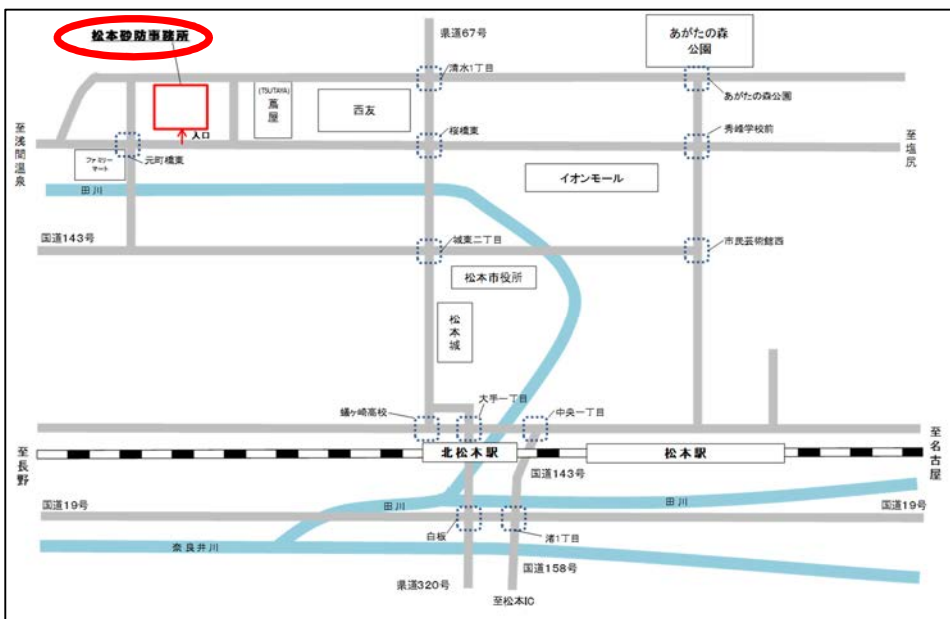 松本砂防事務所
県道67号
あがたの森
公園
清水1丁目
あがたの森公園
(TSUTAYA)
蔦屋
西友
入口
至浅間温泉
元町橋東
桜橋東
秀峰学校前
至塩尻
ファミリー
マート
イオンモール
田川
国道143号
城東二丁目
市民芸術館西
松本市役所
松本城
蟻ヶ崎高校
大手一丁目
中央一丁目
至長野
北松本駅
松本駅
至名古屋
国道143号
国道19号
田川
田川
国道19号
白板
渚1丁目
奈良井川
国道158号
県道320号
至松本IC